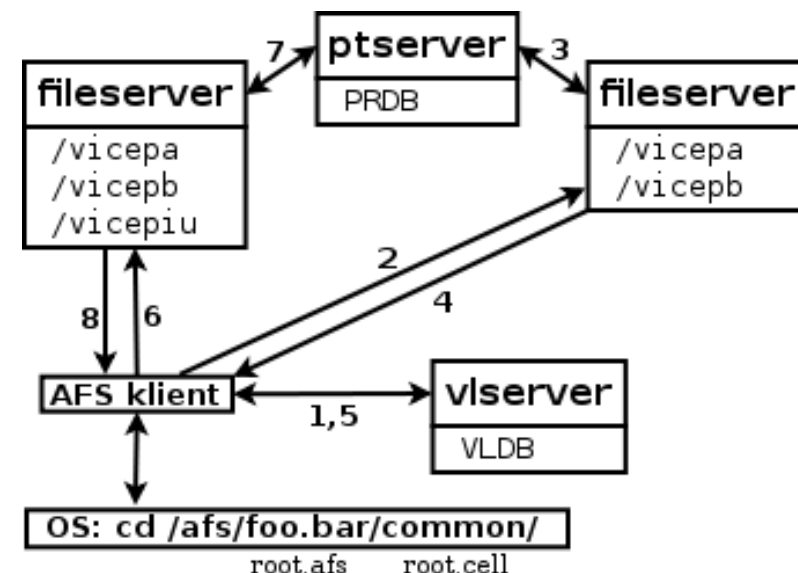 ptserver
PRDB
7
3
fileserver
/vicepa
/vicepb
/vicepiu
fileserver
/vicepa
/vicepb
2
4
8
6
AFS klient
1,5
vlserver
VLDB
OS: cd /afs/foo.bar/common/
root.afs root.cell